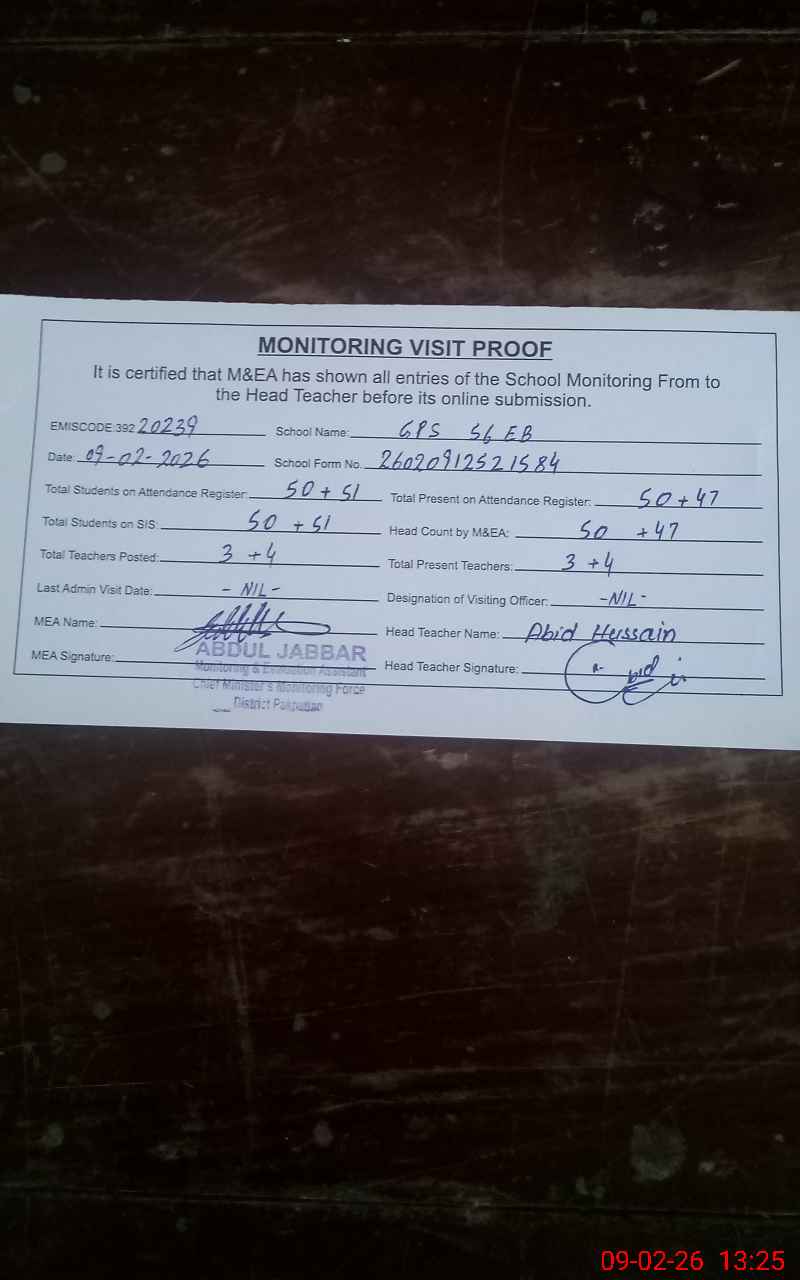 MONITORING VISIT PROOF
It is certified that M&EA has shown all entries of the School Monitoring From to
the Head Teacher before its online submission.
EMISCODE:392 20239 School Name: GPS 56 EB
Date: 09-02-2026 School Form No. 26020912521584
Total Students on Attendance Register: 50 + 51 Total Present on Attendance Register: 50 + 47
Total Students on SIS: 50 + 51 Head Count by M&EA: 50 + 47
Total Teachers Posted: 3 + 4 Total Present Teachers: 3 + 4
Last Admin Visit Date: - NIL - Designation of Visiting Officer: -NIL-
MEA Name: Head Teacher Name: Abid Hussain
ABDUL JABBAR
MEA Signature: Head Teacher Signature:
Monitoring & Evaluation Assistant
Chief Minister's Monitoring Force
District Pakpattan
09-02-26 13:25